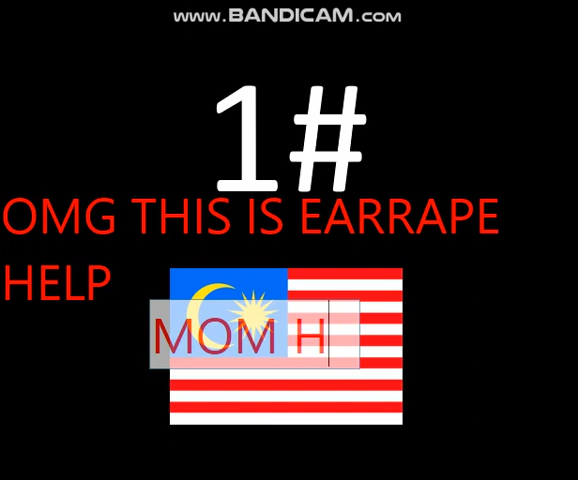 www.BANDICAM.com
1#
OMG THIS IS EARRAPE
HELP
MOM H